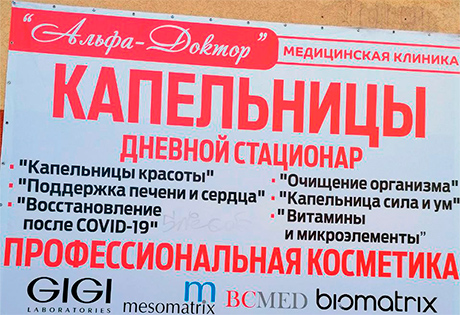 "Альфа-Доктор"
МЕДИЦИНСКАЯ КЛИНИКА
КАПЕЛЬНИЦЫ
ДНЕВНОЙ СТАЦИОНАР
· "Капельницы красоты"
· "Поддержка печени и сердца"
· "Восстановление
после COVID-19"
· "Очищение организма"
· "Капельница сила и ум"
· "Витамины
и микроэлементы"
ПРОФЕССИОНАЛЬНАЯ КОСМЕТИКА
GIGI
LABORATORIES
m
mesomatrix
BCMED
biomatrix